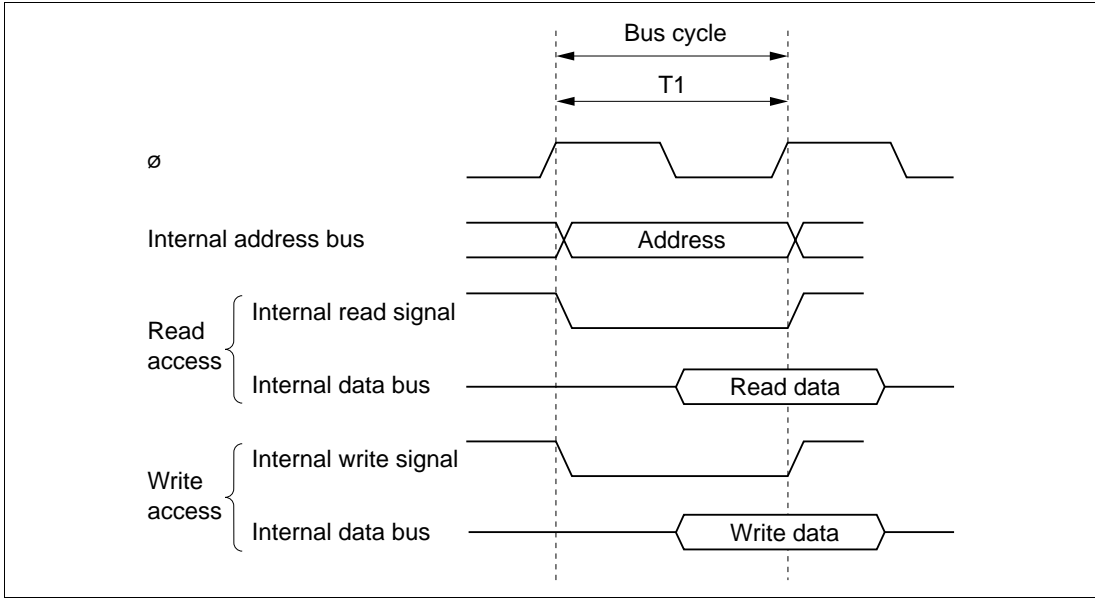 Bus cycle
T1
ø
Internal address bus
Address
Read
access
Internal read signal
Internal data bus
Read data
Write
access
Internal write signal
Internal data bus
Write data